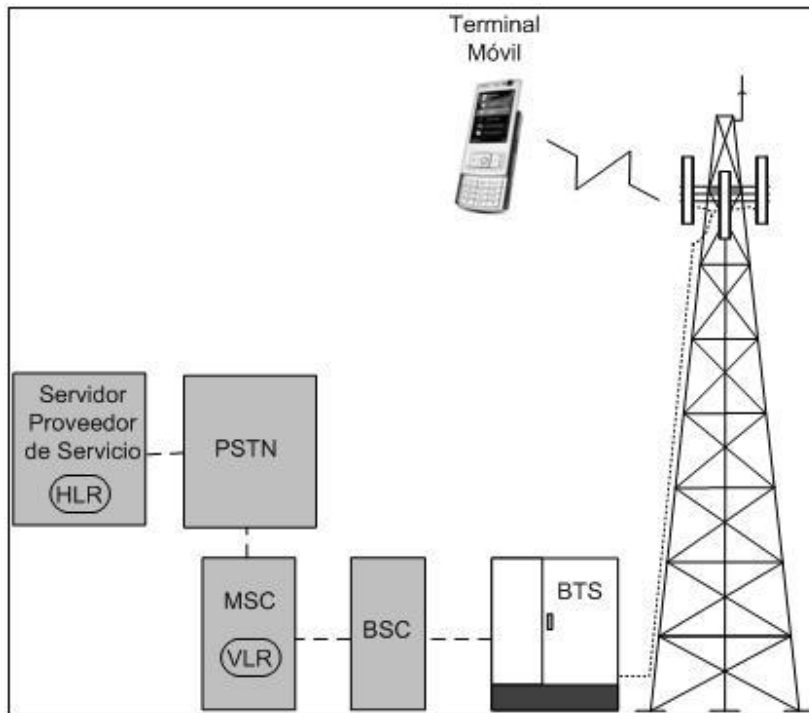 Terminal
Móvil
Servidor
Proveedor
de Servicio
HLR
PSTN
MSC
VLR
BSC
BTS